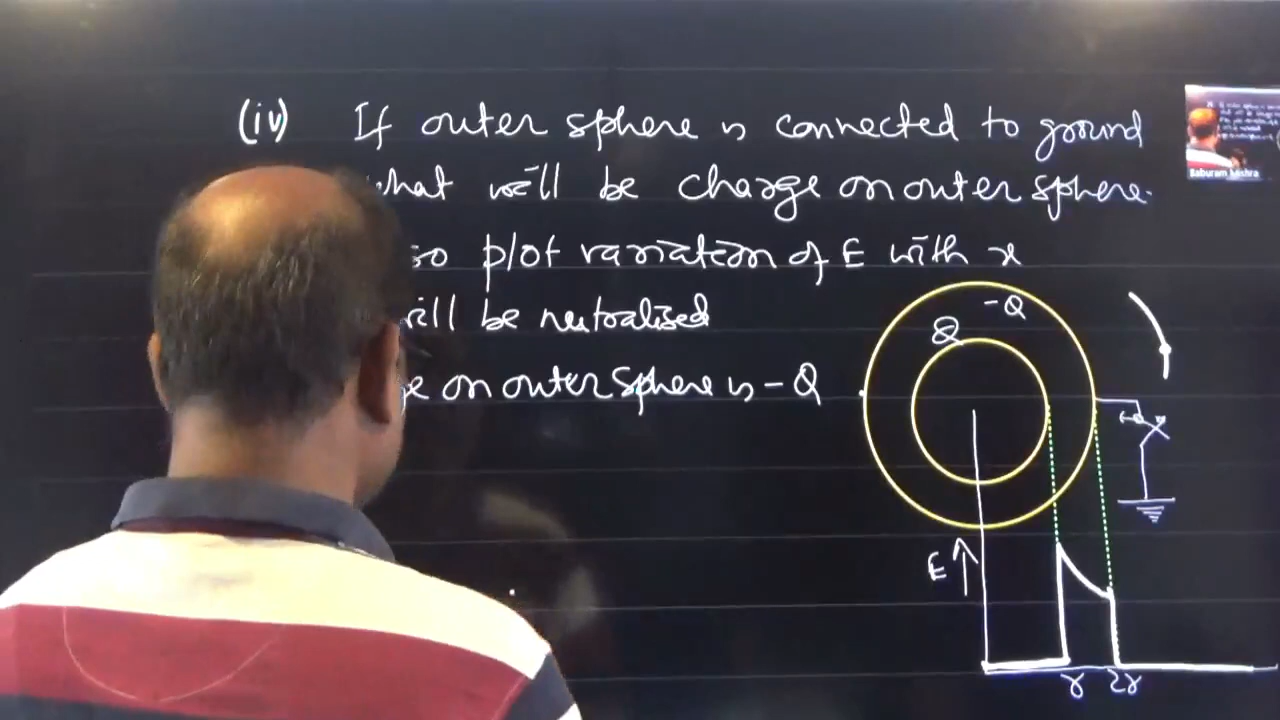 (iv) If outer sphere is connected to ground
what will be charge on outer sphere.
so plot variation of E with x
will be neutralised
e on outer sphere is -Q
-Q
Q
E
r 2r
Baburam Mishra